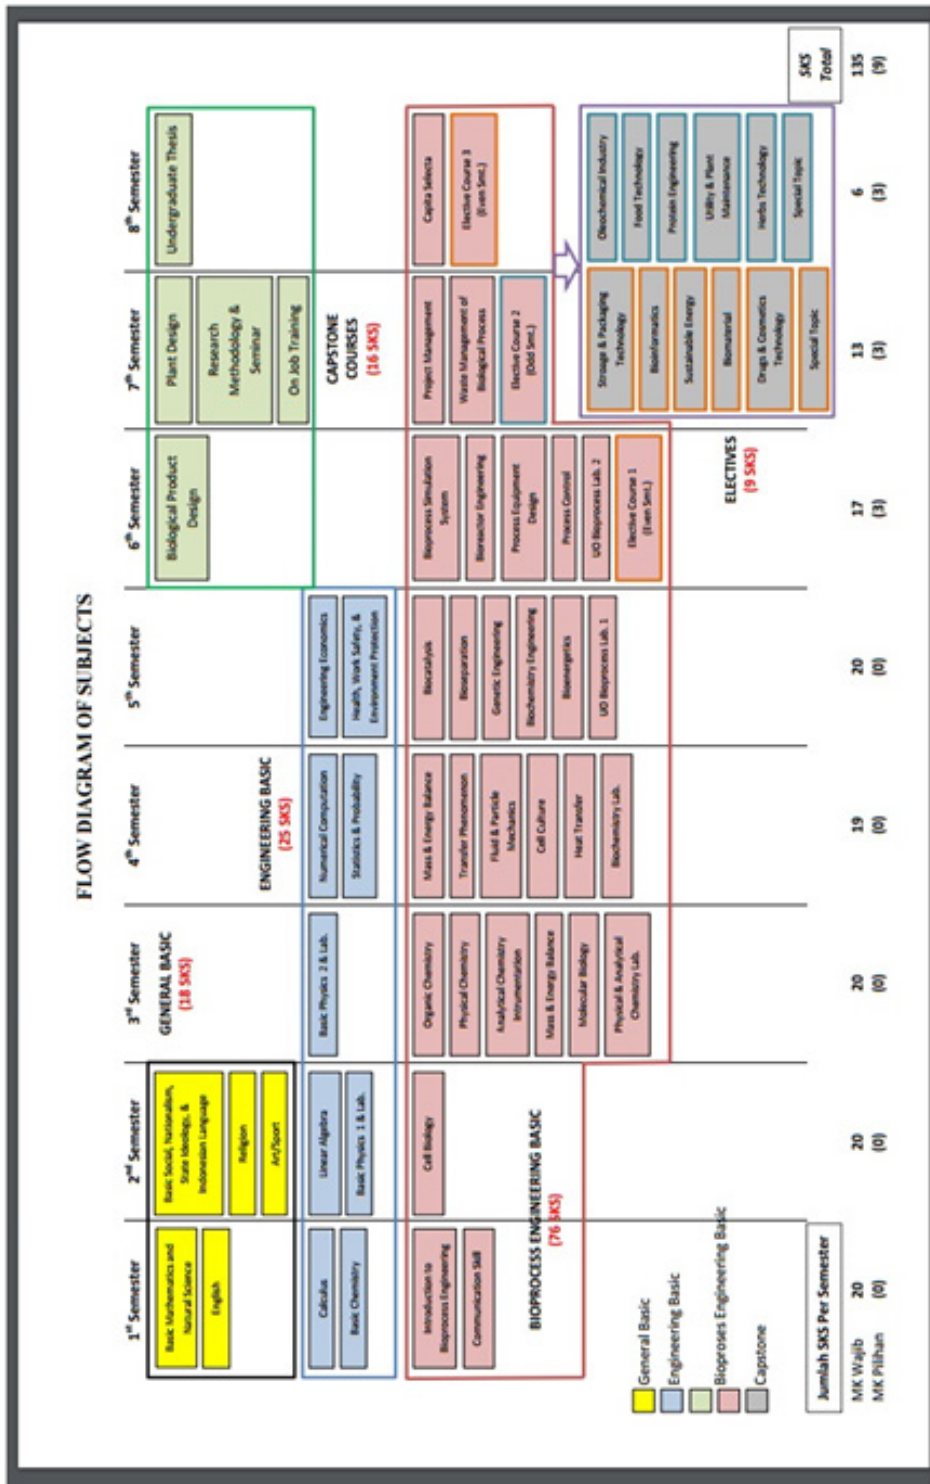 FLOW DIAGRAM OF SUBJECTS
1st Semester
2nd Semester
3rd Semester
4th Semester
5th Semester
6th Semester
7th Semester
8th Semester
GENERAL BASIC
(18 SKS)
Basic Mathematics and
Natural Science
English
Basic Social, Nationalism,
State Ideology, &
Indonesian Language
Religion
Art/Sport
ENGINEERING BASIC
(25 SKS)
Calculus
Basic Chemistry
Linear Algebra
Basic Physics 1 & Lab.
Basic Physics 2 & Lab.
Numerical Computation
Statistics & Probability
Engineering Economics
Health, Work Safety, &
Environment Protection
Biological Product
Design
Plant Design
Research
Methodology &
Seminar
On Job Training
Undergraduate Thesis
CAPSTONE
COURSES
(16 SKS)
Introduction to
Bioprocess Engineering
Communication Skill
Cell Biology
Organic Chemistry
Physical Chemistry
Analytical Chemistry
Intrumentation
Mass & Energy Balance
Molecular Biology
Physical & Analytical
Chemistry Lab.
Mass & Energy Balance
Transfer Phenomenon
Fluid & Particle
Mechanics
Cell Culture
Heat Transfer
Biochemistry Lab.
Biocatalysis
Bioseparation
Genetic Engineering
Biochemistry Engineering
Bioenergetics
UO Bioprocess Lab. 1
Bioprocess Simulation
System
Bioreactor Engineering
Process Equipment
Design
Process Control
UO Bioprocess Lab. 2
Elective Course 1
(Even Smt.)
Project Management
Waste Management of
Biological Process
Elective Course 2
(Odd Smt.)
Capita Selecta
Elective Course 3
(Even Smt.)
BIOPROCESS ENGINEERING BASIC
(76 SKS)
ELECTIVES
(9 SKS)
Stroage & Packaging
Technology
Bioinformatics
Sustainable Energy
Biomaterial
Drugs & Cosmetics
Technology
Special Topic
Oleochemical Industry
Food Technology
Protein Engineering
Utility & Plant
Maintenance
Herbs Technology
Special Topic
General Basic
Engineering Basic
Bioproses Engineering Basic
Capstone
Jumlah SKS Per Semester
SKS
Total
MK Wajib 20 20 20 19 20 17 13 6 135
MK Pilihan (0) (0) (0) (0) (0) (3) (3) (3) (9)